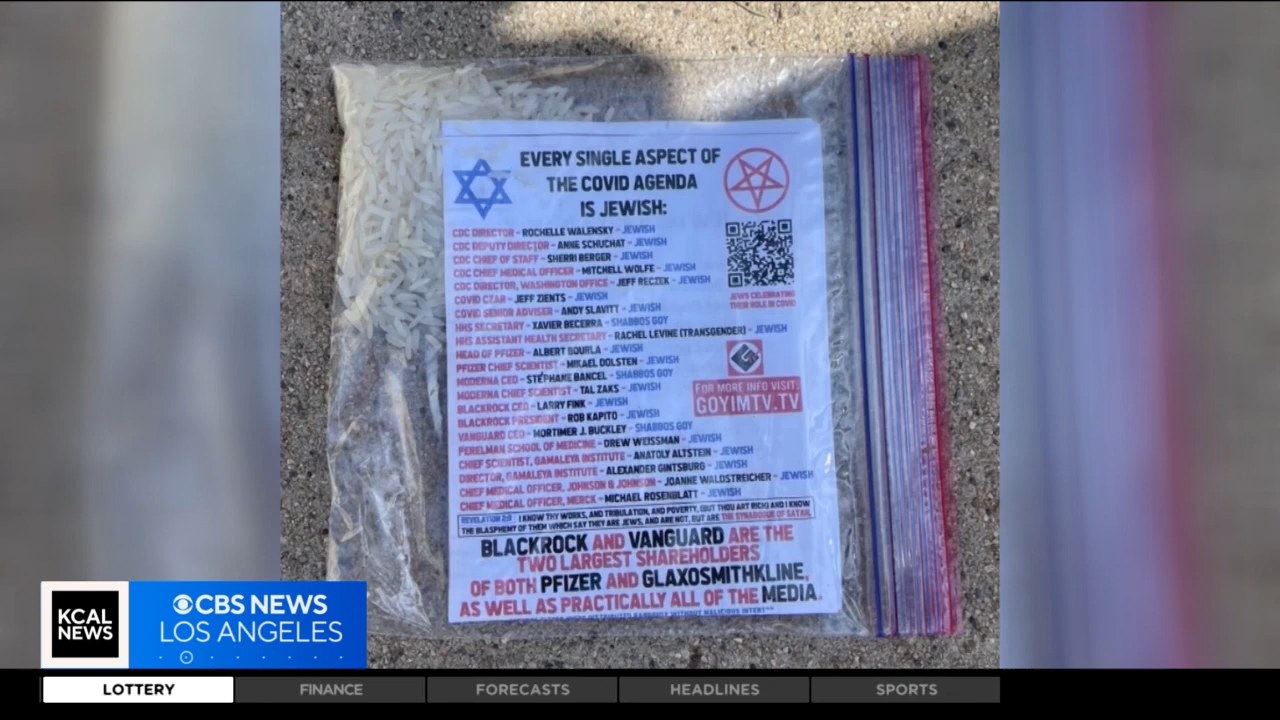 EVERY SINGLE ASPECT OF
THE COVID AGENDA
IS JEWISH:
CDC DIRECTOR - ROCHELLE WALENSKY - JEWISH
CDC DEPUTY DIRECTOR - ANNE SCHUCHAT - JEWISH
CDC CHIEF OF STAFF - SHERRI BERGER - JEWISH
CDC CHIEF MEDICAL OFFICER - MITCHELL WOLFE - JEWISH
CDC DIRECTOR, WASHINGTON OFFICE - JEFF RECZEK - JEWISH
COVID CZAR - JEFF ZIENTS - JEWISH
COVID SENIOR ADVISER - ANDY SLAVITT - JEWISH
HHS SECRETARY - XAVIER BECERRA - SHABBOS GOY
HHS ASSISTANT HEALTH SECRETARY - RACHEL LEVINE (TRANSGENDER) - JEWISH
HEAD OF PFIZER - ALBERT BOURLA - JEWISH
PFIZER CHIEF SCIENTIST - MIKAEL DOLSTEN - JEWISH
MODERNA CEO - STÉPHANE BANCEL - SHABBOS GOY
MODERNA CHIEF SCIENTIST - TAL ZAKS - JEWISH
BLACKROCK CEO - LARRY FINK - JEWISH
BLACKROCK PRESIDENT - ROB KAPITO - JEWISH
VANGUARD CEO - MORTIMER J. BUCKLEY - SHABBOS GOY
PERELMAN SCHOOL OF MEDICINE - DREW WEISSMAN - JEWISH
CHIEF SCIENTIST, GAMALEYA INSTITUTE - ANATOLY ALTSTEIN - JEWISH
DIRECTOR, GAMALEYA INSTITUTE - ALEXANDER GINTSBURG - JEWISH
CHIEF MEDICAL OFFICER, JOHNSON & JOHNSON - JOANNE WALDSTREICHER - JEWISH
CHIEF MEDICAL OFFICER, MERCK - MICHAEL ROSENBLATT - JEWISH
JEWS CELEBRATING
THEIR ROLE IN COVID
FOR MORE INFO VISIT:
GOYIMTV.TV
REVELATION 2:9 I KNOW THY WORKS, AND TRIBULATION, AND POVERTY, (BUT THOU ART RICH) AND I KNOW
THE BLASPHEMY OF THEM WHICH SAY THEY ARE JEWS, AND ARE NOT, BUT ARE THE SYNAGOGUE OF SATAN.
BLACKROCK AND VANGUARD ARE THE
TWO LARGEST SHAREHOLDERS
OF BOTH PFIZER AND GLAXOSMITHKLINE,
AS WELL AS PRACTICALLY ALL OF THE MEDIA.
DISTRIBUTED RANDOMLY WITHOUT MALICIOUS INTENT
KCAL
NEWS
CBS NEWS
LOS ANGELES
LOTTERY
FINANCE
FORECASTS
HEADLINES
SPORTS